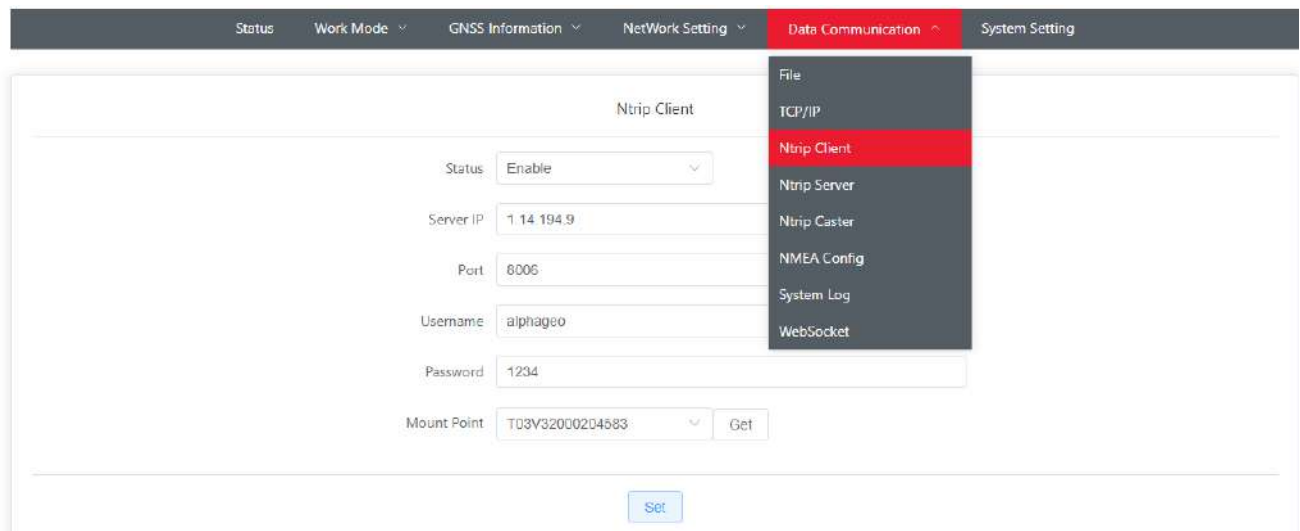 Status Work Mode GNSS Information NetWork Setting Data Communication System Setting
File
Ntrip Client
TCP/IP
Ntrip Client
Status Enable
Ntrip Server
Server IP 1.14.194.9
Ntrip Caster
Port 8006
NMEA Config
System Log
Username alphageo
WebSocket
Password 1234
Mount Point T03V32000204583 Get
Set